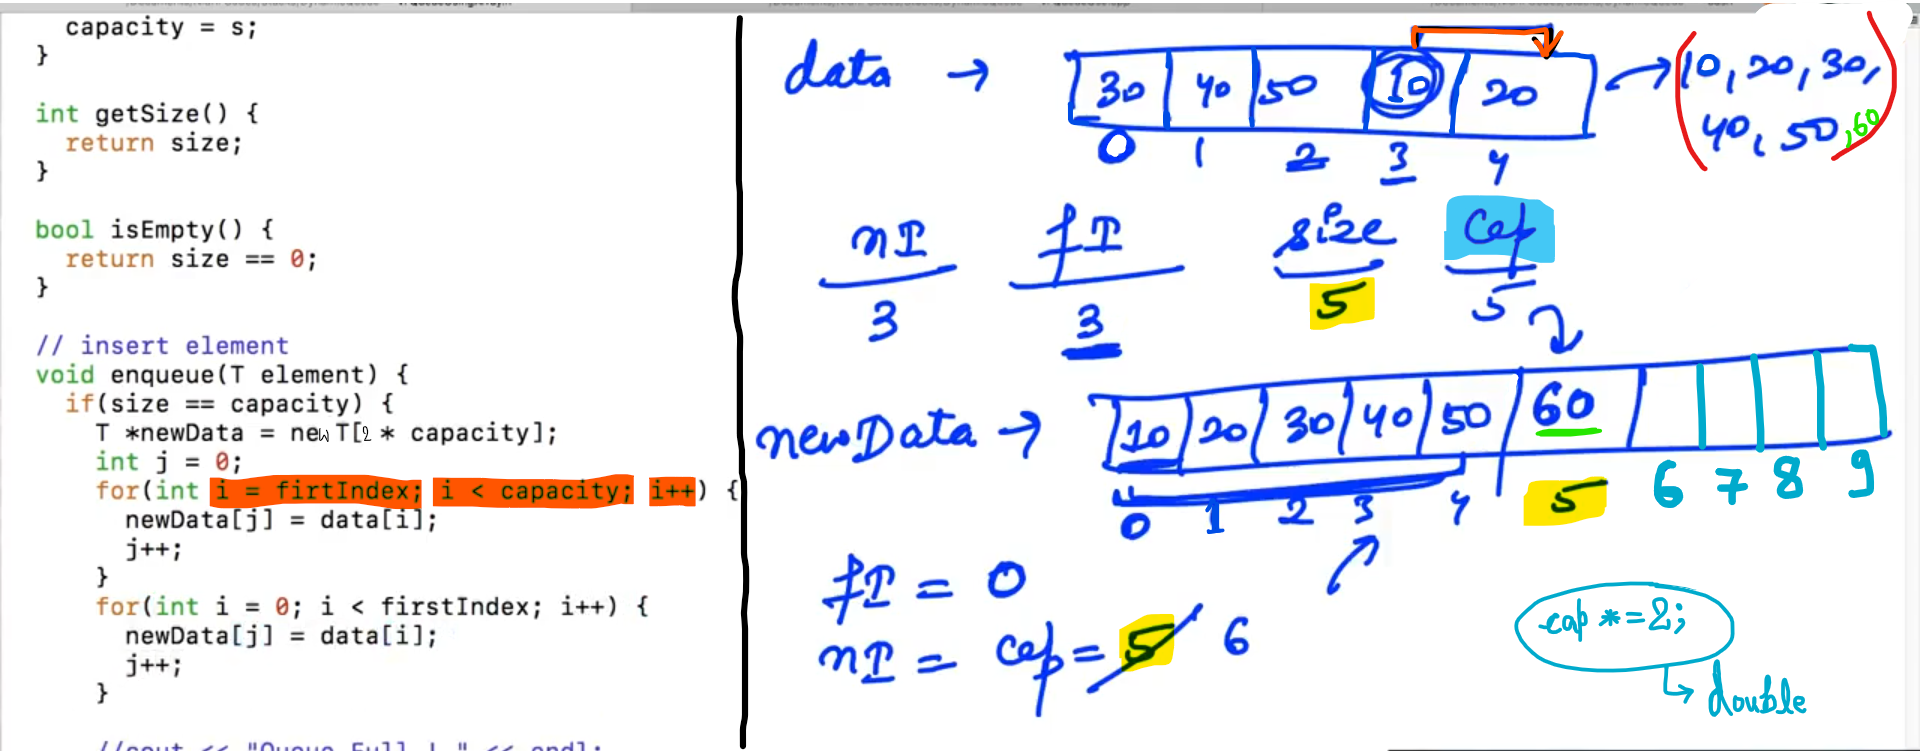 capacity = s;
}
int getSize() {
return size;
}
bool isEmpty() {
return size == 0;
}
// insert element
void enqueue(T element) {
if(size == capacity) {
T *newData = new T[2 * capacity];
int j = 0;
for(int i = firtIndex; i < capacity; i++) {
newData[j] = data[i];
j++;
}
for(int i = 0; i < firstIndex; i++) {
newData[j] = data[i];
j++;
}
//cout << "Queue Full ! " << endl;
data → 30 40 50 10 20 → (10, 20, 30,
40, 50, 60)
0 1 2 3 4
nI fI size cap
3 3 5 5
newData → 10 20 30 40 50 60
0 1 2 3 4 5 6 7 8 9
fI = 0
nI = cap = 5 6
cap *= 2;
↳ double